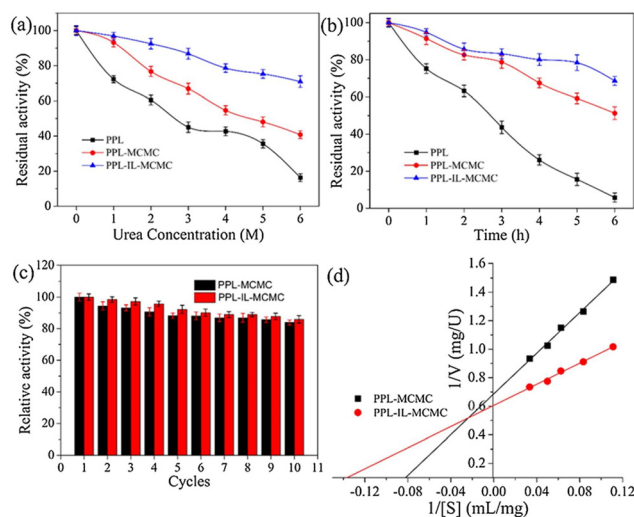 (a)
Residual activity (%)
100
80
60
40
20
0
PPL
PPL-MCMC
PPL-IL-MCMC
0 1 2 3 4 5 6
Urea Concentration (M)
(b)
Residual activity (%)
100
80
60
40
20
0
PPL
PPL-MCMC
PPL-IL-MCMC
0 1 2 3 4 5 6
Time (h)
(c)
Relative activity (%)
120
100
80
60
40
20
0
PPL-MCMC
PPL-IL-MCMC
0 1 2 3 4 5 6 7 8 9 10 11
Cycles
(d)
1/V (mg/U)
1.6
1.4
1.2
1.0
0.8
0.6
0.4
0.2
PPL-MCMC
PPL-IL-MCMC
-0.12 -0.08 -0.04 0.00 0.04 0.08 0.12
1/[S] (mL/mg)